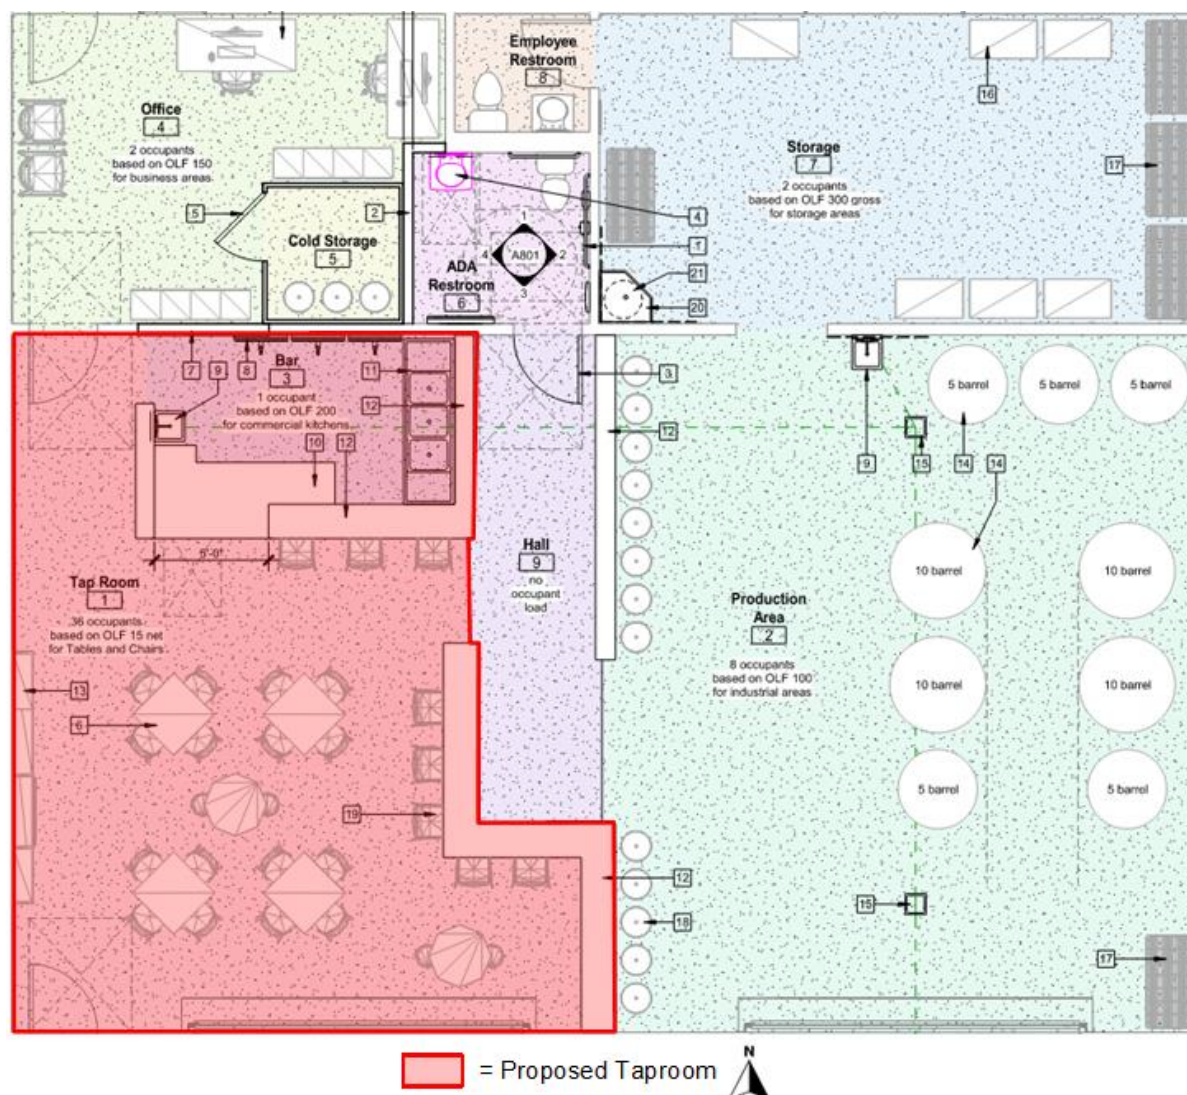 Employee
Restroom
8
Office
4
2 occupants
based on OLF 150
for business areas
16
Storage
7
2 occupants
based on OLF 300 gross
for storage areas
17
5
2
Cold Storage
5
1
4
A801
2
3
ADA
Restroom
6
4
1
21
20
7
8
9
Bar
3
1 occupant
based on OLF 200
for commercial kitchens
11
12
10
12
3
12
9
15
14
14
5 barrel
5 barrel
5 barrel
5'-0"
Hall
9
no
occupant
load
Tap Room
1
36 occupants
based on OLF 15 net
for Tables and Chairs
Production
Area
2
8 occupants
based on OLF 100
for industrial areas
10 barrel
10 barrel
10 barrel
10 barrel
5 barrel
5 barrel
13
6
19
12
18
15
17
= Proposed Taproom
N